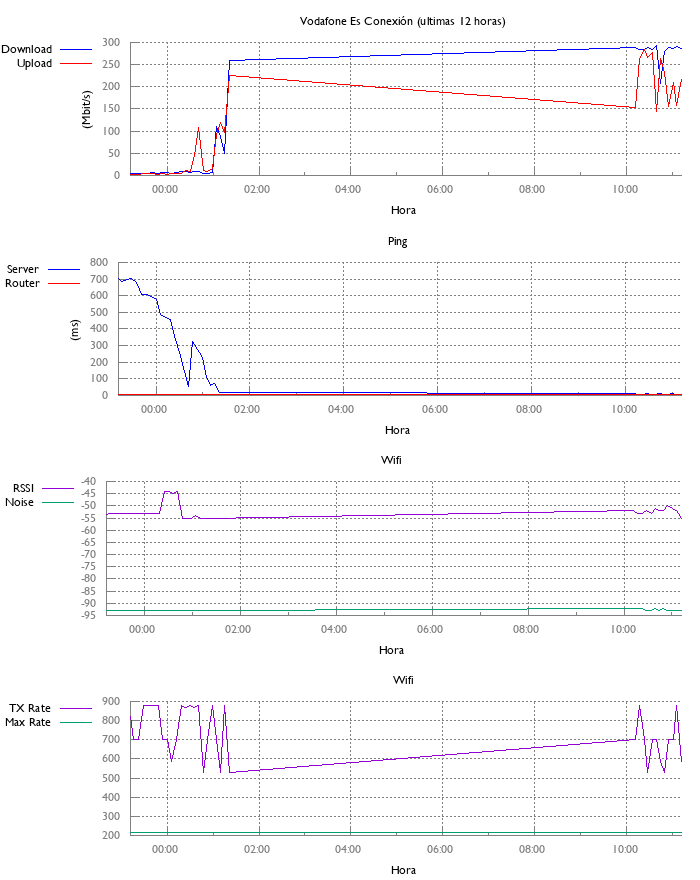 Vodafone Es Conexión (ultimas 12 horas)
Download
Upload
(Mbit/s)
300
250
200
150
100
50
0
00:00 02:00 04:00 06:00 08:00 10:00
Hora
Ping
Server
Router
(ms)
800
700
600
500
400
300
200
100
0
00:00 02:00 04:00 06:00 08:00 10:00
Hora
Wifi
RSSI
Noise
-40
-45
-50
-55
-60
-65
-70
-75
-80
-85
-90
-95
00:00 02:00 04:00 06:00 08:00 10:00
Hora
Wifi
TX Rate
Max Rate
900
800
700
600
500
400
300
200
00:00 02:00 04:00 06:00 08:00 10:00
Hora